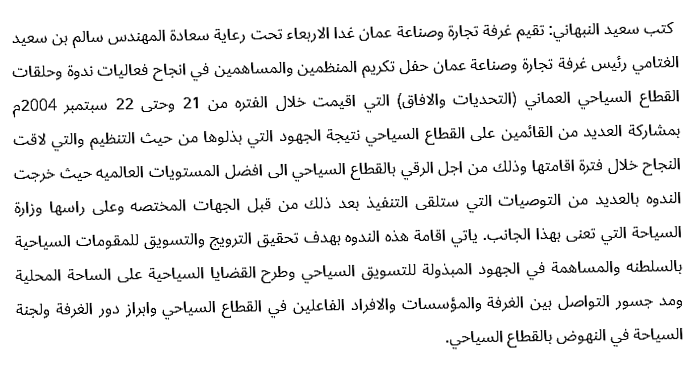 كتب سعيد النبهاني: تقيم غرفة تجارة وصناعة عمان غدا الاربعاء تحت رعاية سعادة المهندس سالم بن سعيد
الغتامي رئيس غرفة تجارة وصناعة عمان حفل تكريم المنظمين والمساهمين في انجاح فعاليات ندوة وحلقات
القطاع السياحي العماني (التحديات والافاق) التي اقيمت خلال الفتره من 21 وحتى 22 سبتمبر 2004م
بمشاركة العديد من القائمين على القطاع السياحي نتيجة الجهود التي بذلوها من حيث التنظيم والتي لاقت
النجاح خلال فترة اقامتها وذلك من اجل الرقي بالقطاع السياحي الى افضل المستويات العالميه حيث خرجت
الندوه بالعديد من التوصيات التي ستلقى التنفيذ بعد ذلك من قبل الجهات المختصه وعلى راسها وزارة
السياحة التي تعنى بهذا الجانب. ياتي اقامة هذه الندوه بهدف تحقيق الترويج والتسويق للمقومات السياحية
بالسلطنه والمساهمة في الجهود المبذولة للتسويق السياحي وطرح القضايا السياحية على الساحة المحلية
ومد جسور التواصل بين الغرفة والمؤسسات والافراد الفاعلين في القطاع السياحي وابراز دور الغرفة ولجنة
السياحة في النهوض بالقطاع السياحي.